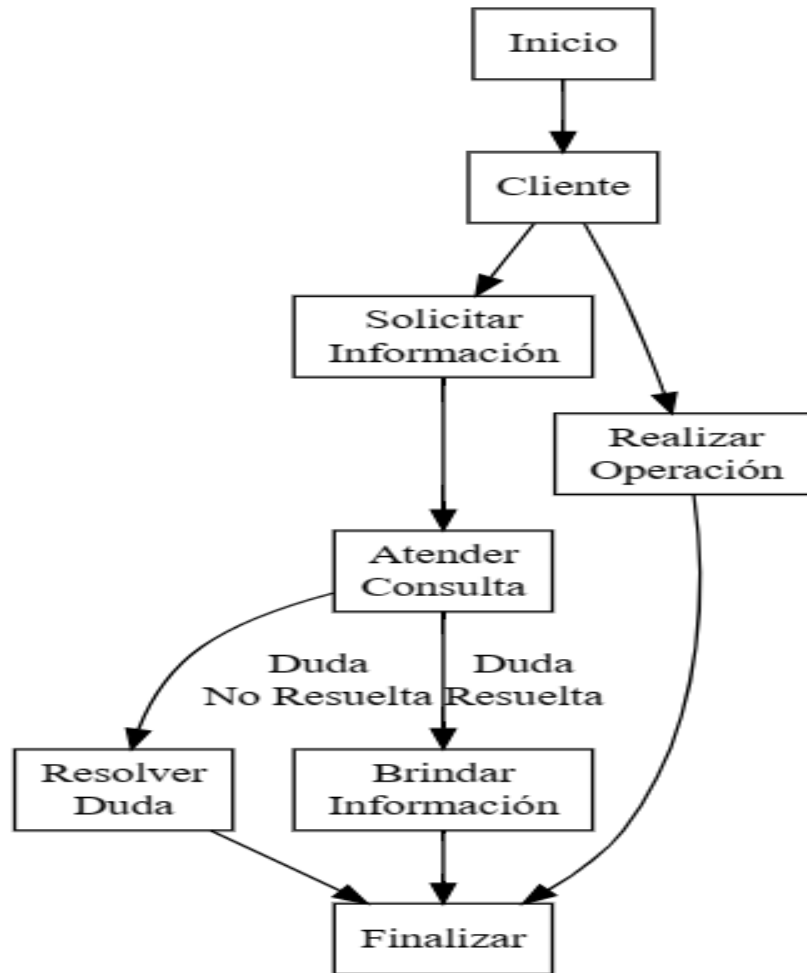 Inicio
Cliente
Solicitar
Información
Realizar
Operación
Atender
Consulta
Duda
No Resuelta
Duda
Resuelta
Resolver
Duda
Brindar
Información
Finalizar